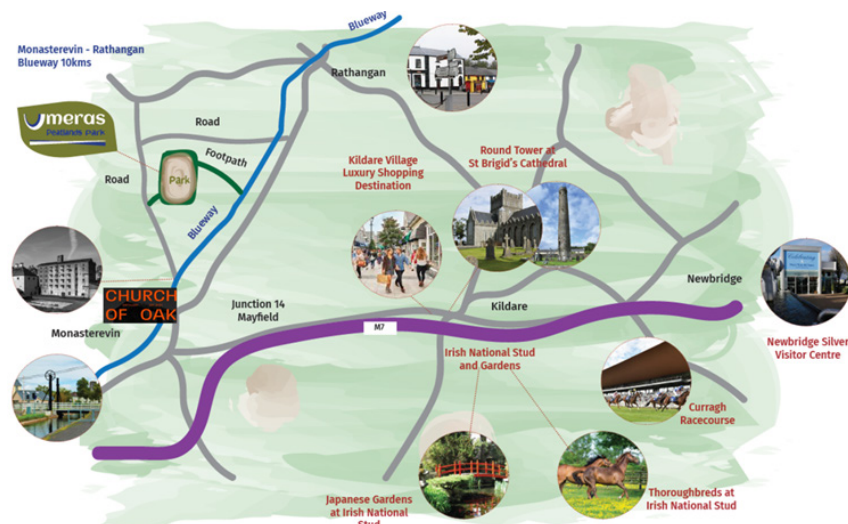 Blueway
Monasterevin - Rathangan
Blueway 10kms
Rathangan
Umeras
Peatlands Park
Road
Footpath
Park
Road
Blueway
Kildare Village
Luxury Shopping
Destination
Round Tower at
St Brigid's Cathedral
CHURCH
OF OAK
Monasterevin
Junction 14
Mayfield
M7
Kildare
Newbridge
Newbridge Silver
Visitor Centre
Irish National Stud
and Gardens
Curragh
Racecourse
Japanese Gardens
at Irish National
Stud
Thoroughbreds at
Irish National Stud